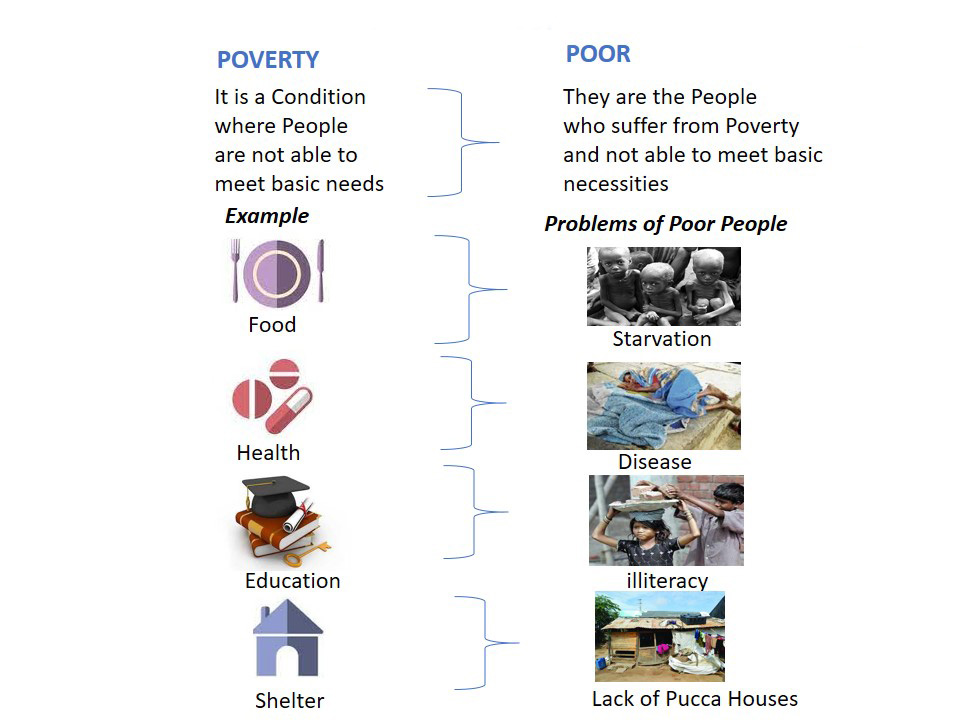 POVERTY
It is a Condition
where People
are not able to
meet basic needs
POOR
They are the People
who suffer from Poverty
and not able to meet basic
necessities
Example
Problems of Poor People
Food
Starvation
Health
Disease
Education
illiteracy
Shelter
Lack of Pucca Houses